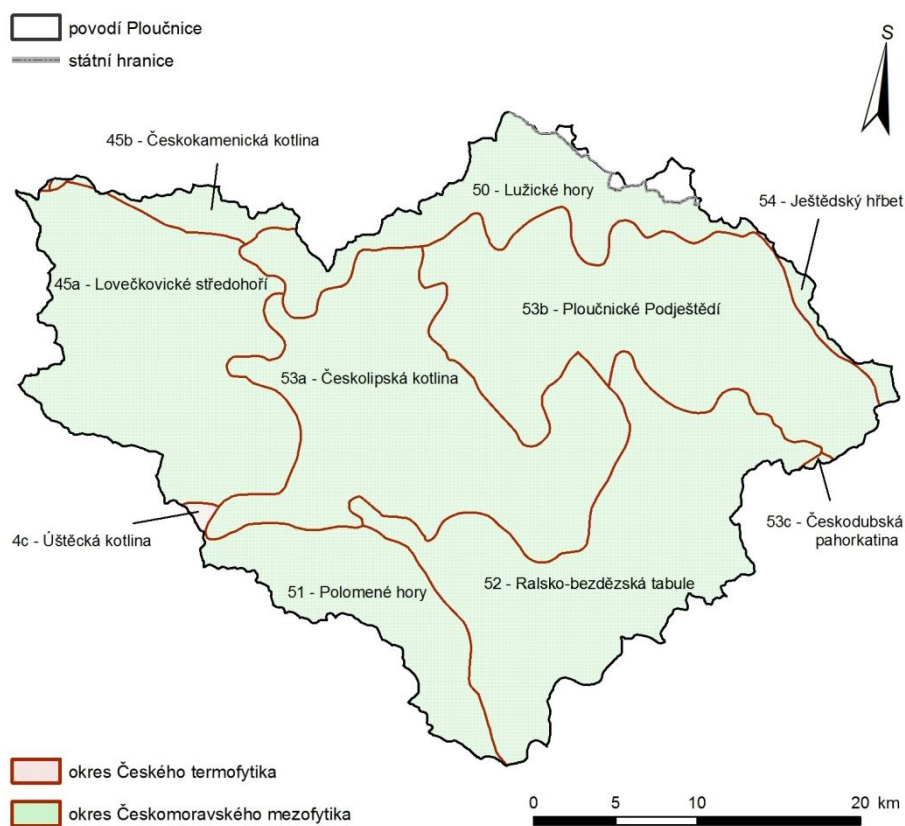 povodí Ploučnice
státní hranice
S
45b - Českokamenická kotlina
50 - Lužické hory
54 - Ještědský hřbet
45a - Lovečkovické středohoří
53b - Ploučnické Podještědí
53a - Českolipská kotlina
4c - Úštěcká kotlina
53c - Českodubská
pahorkatina
51 - Polomené hory
52 - Ralsko-bezdězská tabule
okres Českého termofytika
okres Českomoravského mezofytika
0 5 10 20 km